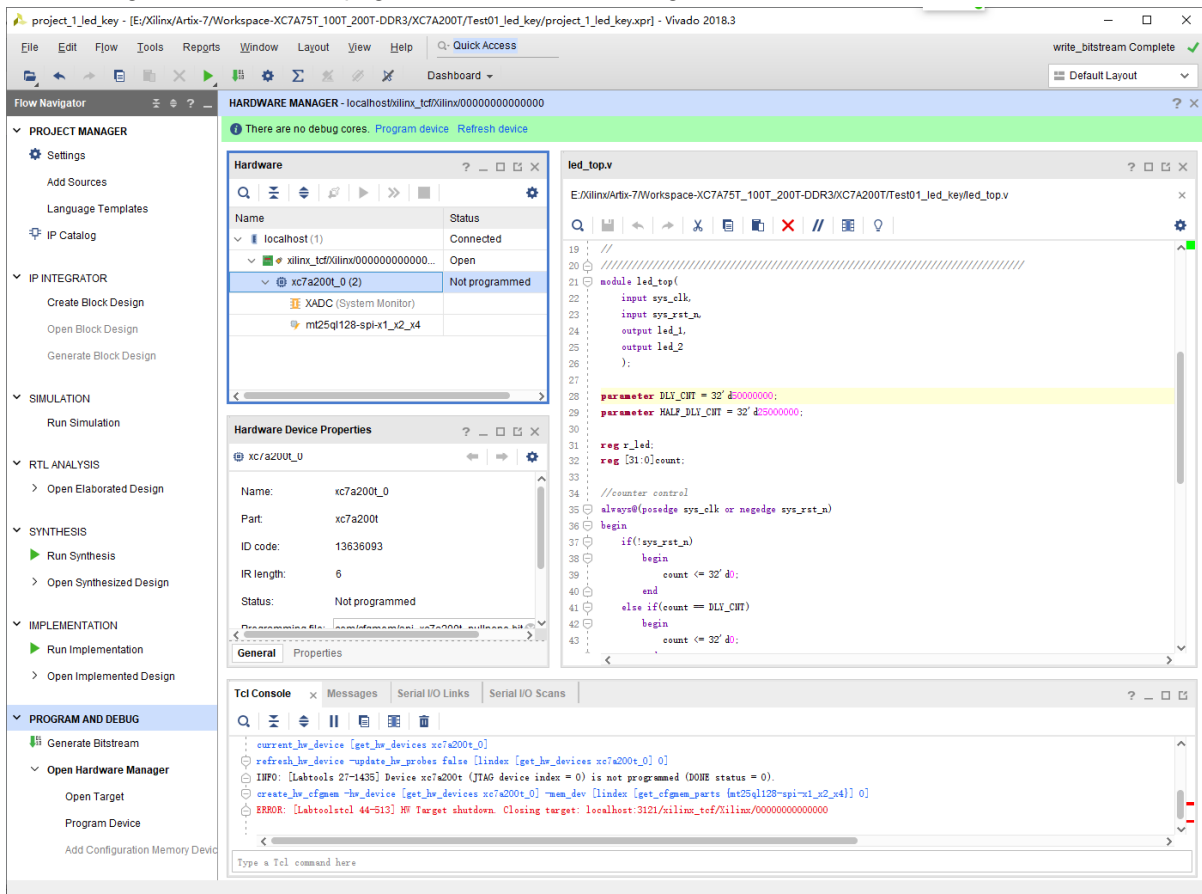 project_1_led_key - [E:/Xilinx/Artix-7/Workspace-XC7A75T_100T_200T-DDR3/XC7A200T/Test01_led_key/project_1_led_key.xpr] - Vivado 2018.3
File Edit Flow Tools Reports Window Layout View Help Quick Access write_bitstream Complete
Dashboard Default Layout
Flow Navigator
PROJECT MANAGER
Settings
Add Sources
Language Templates
IP Catalog
IP INTEGRATOR
Create Block Design
Open Block Design
Generate Block Design
SIMULATION
Run Simulation
RTL ANALYSIS
Open Elaborated Design
SYNTHESIS
Run Synthesis
Open Synthesized Design
IMPLEMENTATION
Run Implementation
Open Implemented Design
PROGRAM AND DEBUG
Generate Bitstream
Open Hardware Manager
Open Target
Program Device
Add Configuration Memory Devic
HARDWARE MANAGER - localhost/xilinx_tcf/Xilinx/00000000000000
There are no debug cores. Program device Refresh device
Hardware
Name Status
localhost (1) Connected
xilinx_tcf/Xilinx/000000000000... Open
xc7a200t_0 (2) Not programmed
XADC (System Monitor)
mt25ql128-spi-x1_x2_x4
Hardware Device Properties
xc7a200t_0
Name: xc7a200t_0
Part: xc7a200t
ID code: 13636093
IR length: 6
Status: Not programmed
General Properties
led_top.v
E:/Xilinx/Artix-7/Workspace-XC7A75T_100T_200T-DDR3/XC7A200T/Test01_led_key/led_top.v
19 //
20 ////////////////////////////////////////////////////////////////////////////////
21 module led_top(
22 input sys_clk,
23 input sys_rst_n,
24 output led_1,
25 output led_2
26 );
27
28 parameter DLY_CNT = 32'd50000000;
29 parameter HALF_DLY_CNT = 32'd25000000;
30
31 reg r_led;
32 reg [31:0]count;
33
34 //counter control
35 always@(posedge sys_clk or negedge sys_rst_n)
36 begin
37 if(!sys_rst_n)
38 begin
39 count <= 32'd0;
40 end
41 else if(count == DLY_CNT)
42 begin
43 count <= 32'd0;
Tcl Console Messages Serial I/O Links Serial I/O Scans
current_hw_device [get_hw_devices xc7a200t_0]
refresh_hw_device -update_hw_probes false [lindex [get_hw_devices xc7a200t_0] 0]
INFO: [Labtools 27-1435] Device xc7a200t (JTAG device index = 0) is not programmed (DONE status = 0).
create_hw_cfgmem -hw_device [get_hw_devices xc7a200t_0] -mem_dev [lindex [get_cfgmem_parts {mt25ql128-spi-x1_x2_x4}] 0]
ERROR: [Labtoolstcl 44-513] HW Target shutdown. Closing target: localhost:3121/xilinx_tcf/Xilinx/00000000000000
Type a Tcl command here